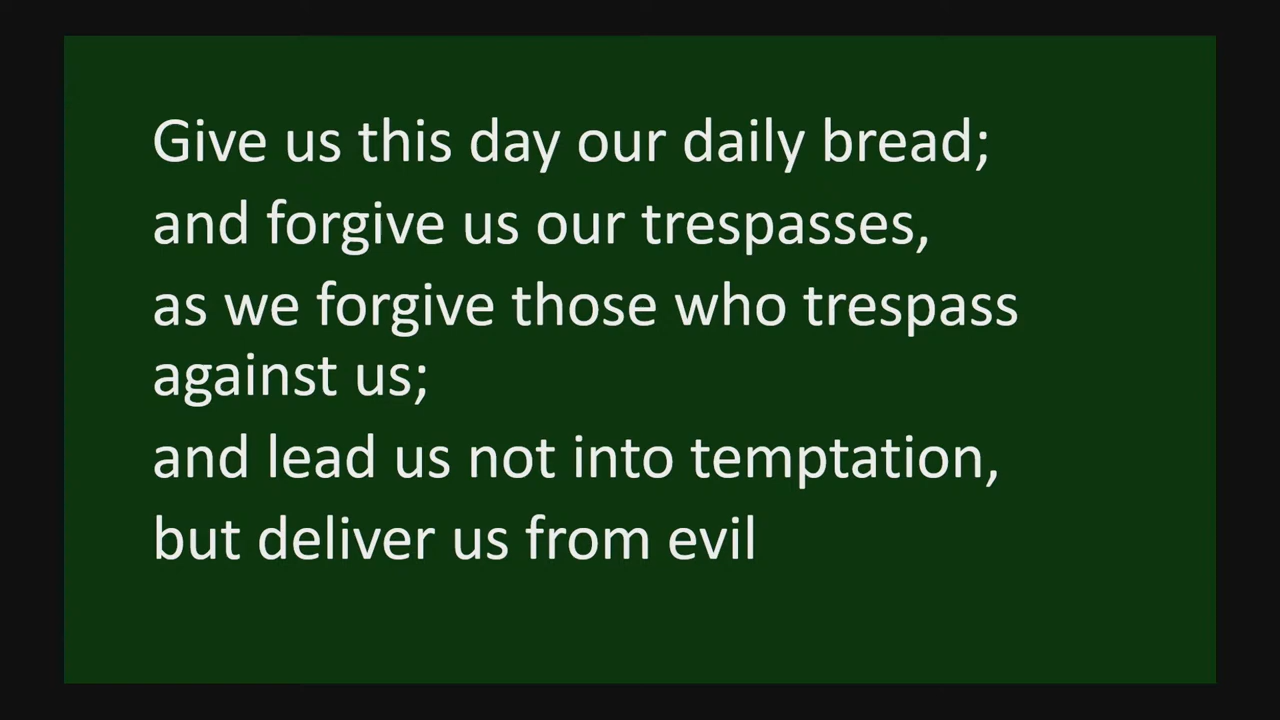 Give us this day our daily bread;
and forgive us our trespasses,
as we forgive those who trespass
against us;
and lead us not into temptation,
but deliver us from evil